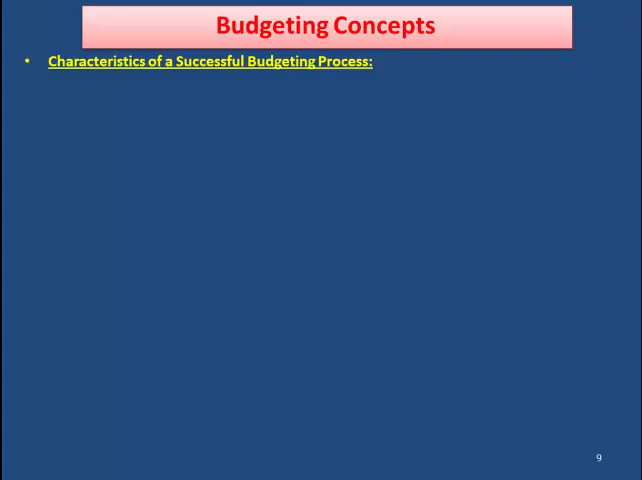 Budgeting Concepts
• Characteristics of a Successful Budgeting Process:
9